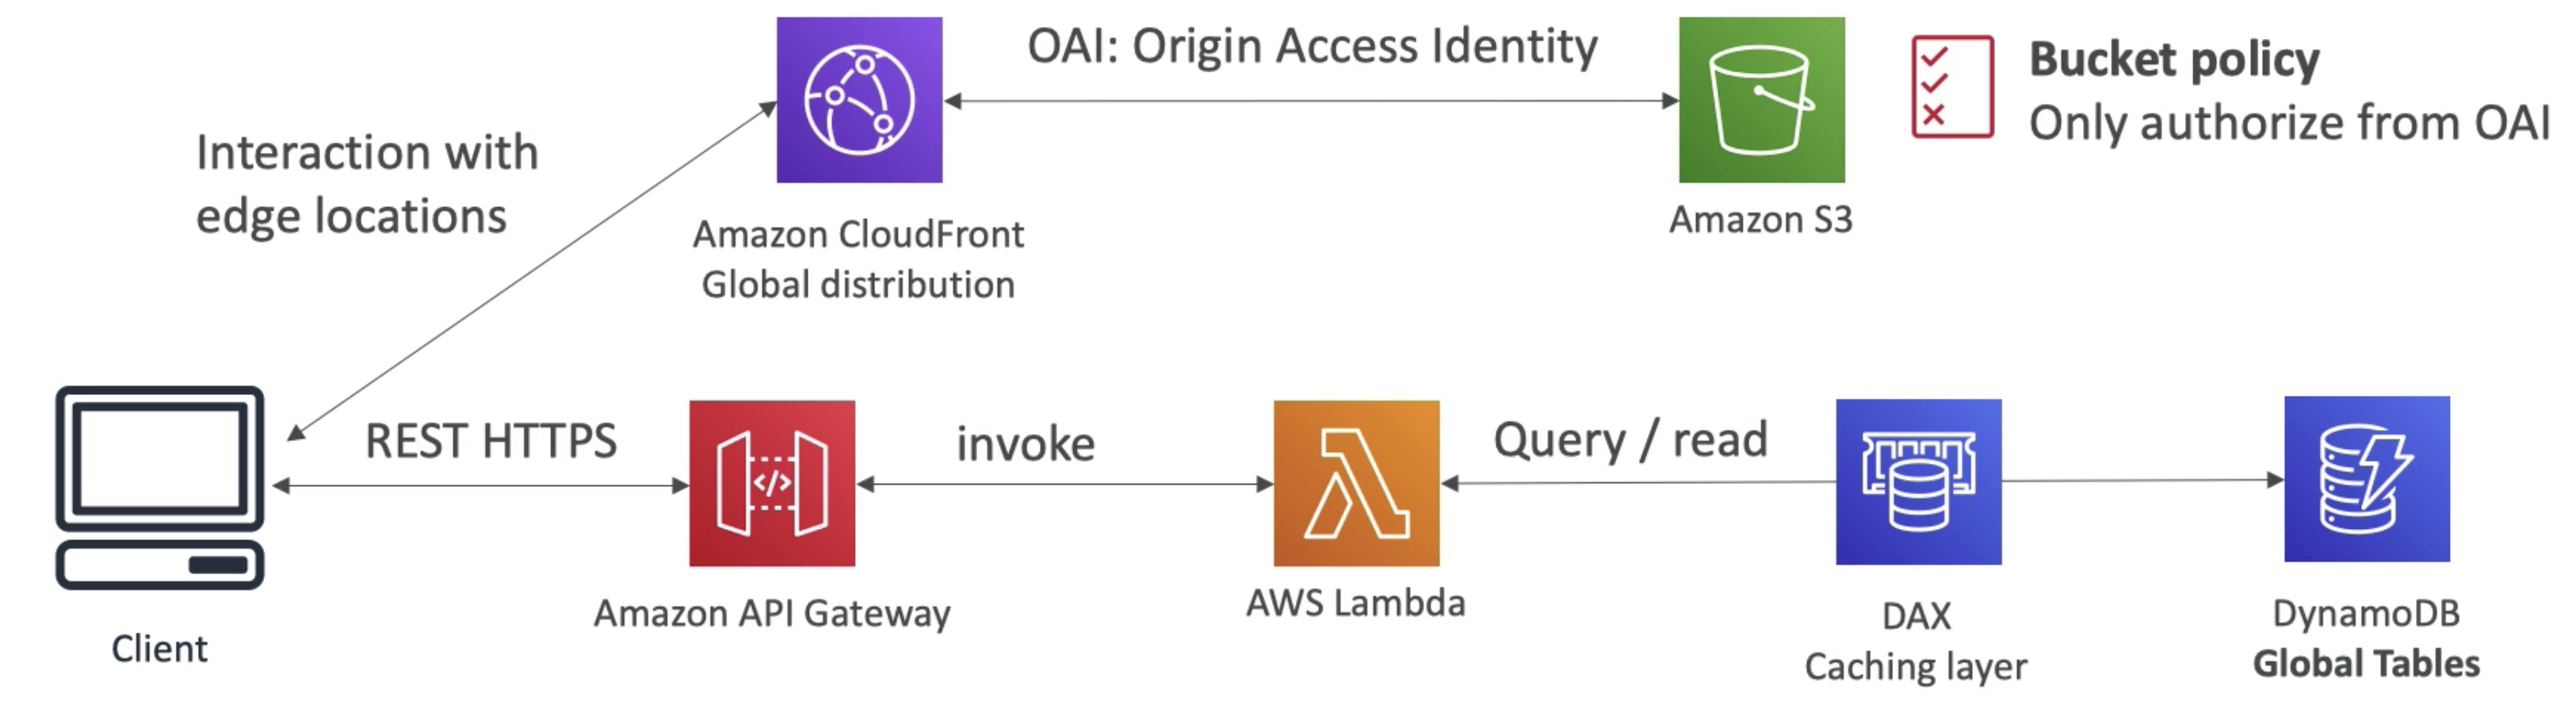 OAI: Origin Access Identity
Bucket policy
Only authorize from OAI
Interaction with
edge locations
Amazon CloudFront
Global distribution
Amazon S3
REST HTTPS
invoke
Query / read
</>
Client
Amazon API Gateway
AWS Lambda
DAX
Caching layer
DynamoDB
Global Tables